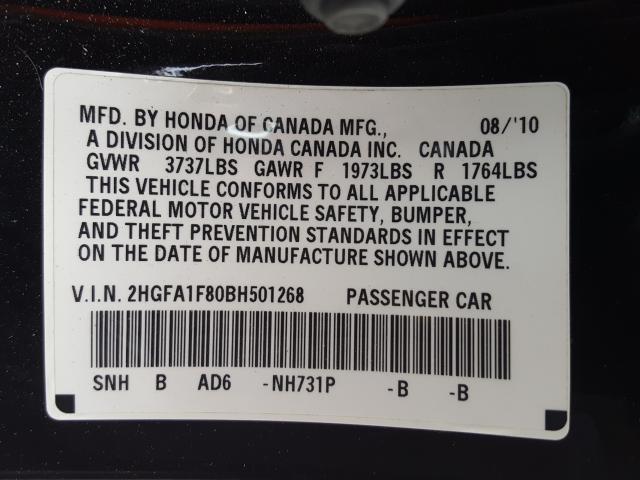 MFD. BY HONDA OF CANADA MFG., 08/'10
A DIVISION OF HONDA CANADA INC. CANADA
GVWR 3737LBS GAWR F 1973LBS R 1764LBS
THIS VEHICLE CONFORMS TO ALL APPLICABLE
FEDERAL MOTOR VEHICLE SAFETY, BUMPER,
AND THEFT PREVENTION STANDARDS IN EFFECT
ON THE DATE OF MANUFACTURE SHOWN ABOVE.
V.I.N. 2HGFA1F80BH501268 PASSENGER CAR
SNH B AD6 -NH731P -B -B